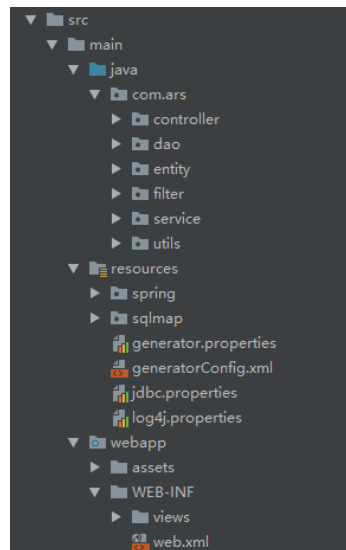 src
main
java
com.ars
controller
dao
entity
filter
service
utils
resources
spring
sqlmap
generator.properties
generatorConfig.xml
jdbc.properties
log4j.properties
webapp
assets
WEB-INF
views
web.xml